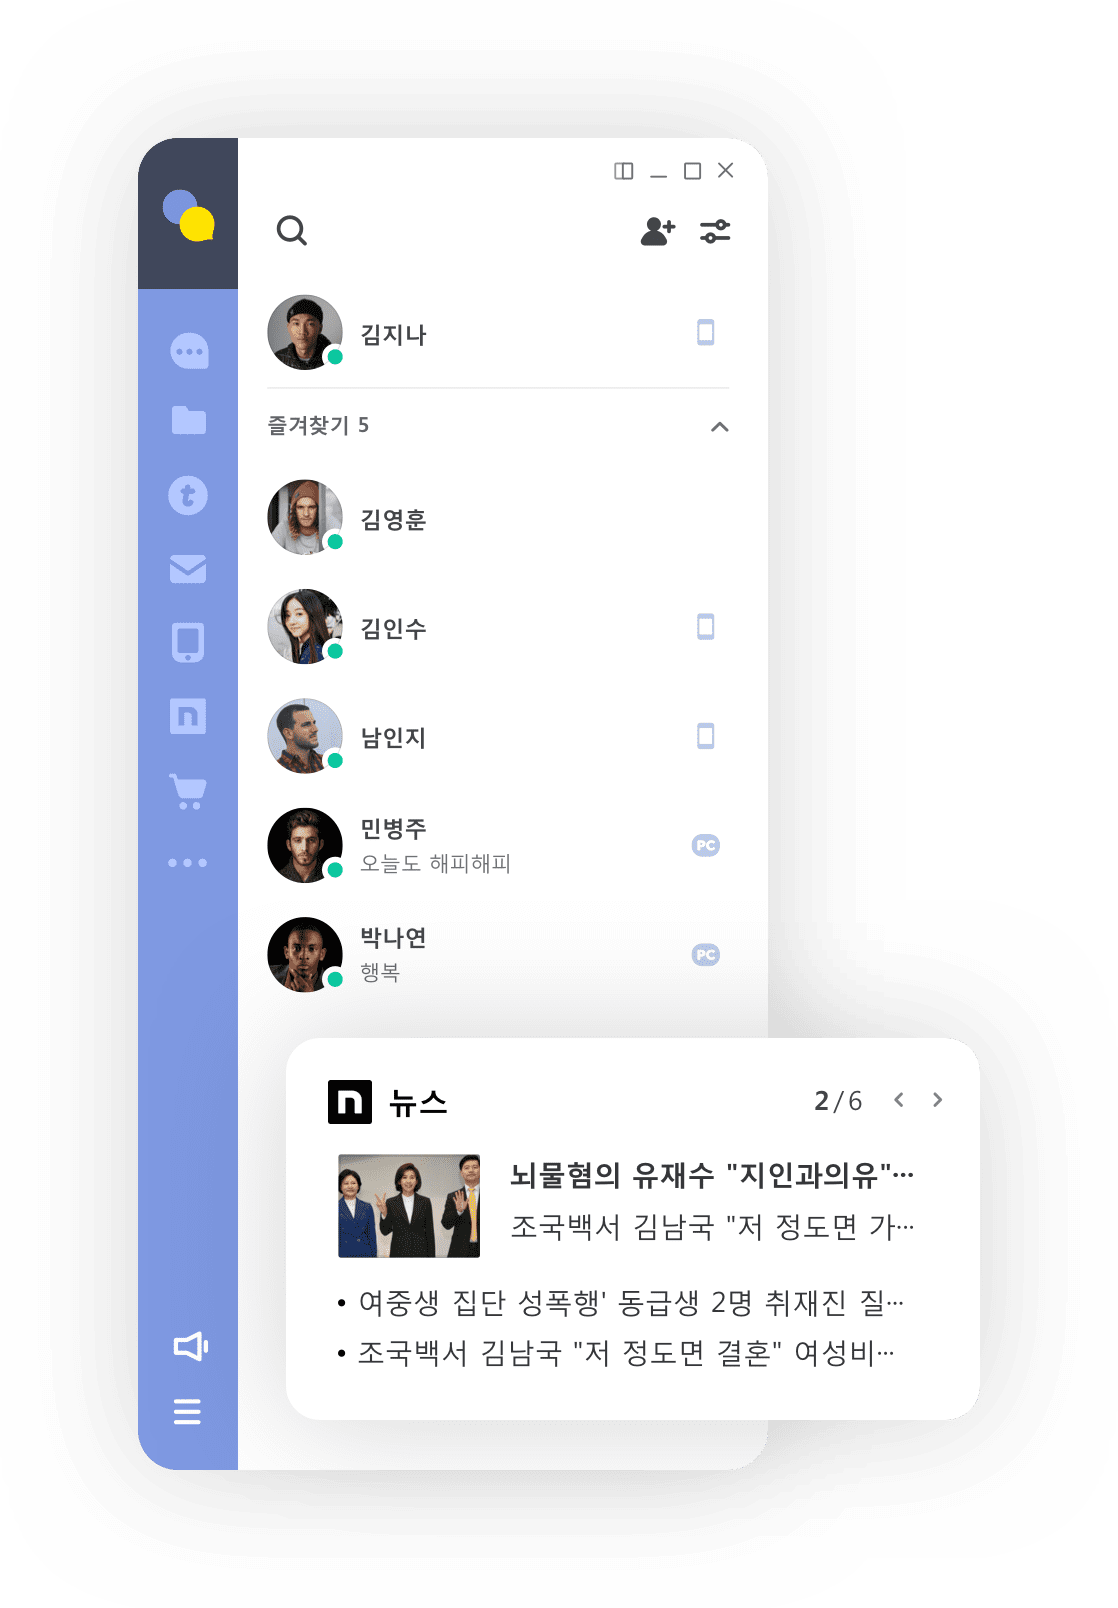 김지나
즐겨찾기 5
김영훈
김인수
남인지
민병주
오늘도 해피해피
PC
박나연
행복
PC
n 뉴스
2/6
뇌물혐의 유재수 "지인과의유"···
조국백서 김남국 "저 정도면 가···
• 여중생 집단 성폭행' 동급생 2명 취재진 질···
• 조국백서 김남국 "저 정도면 결혼" 여성비···
t
n